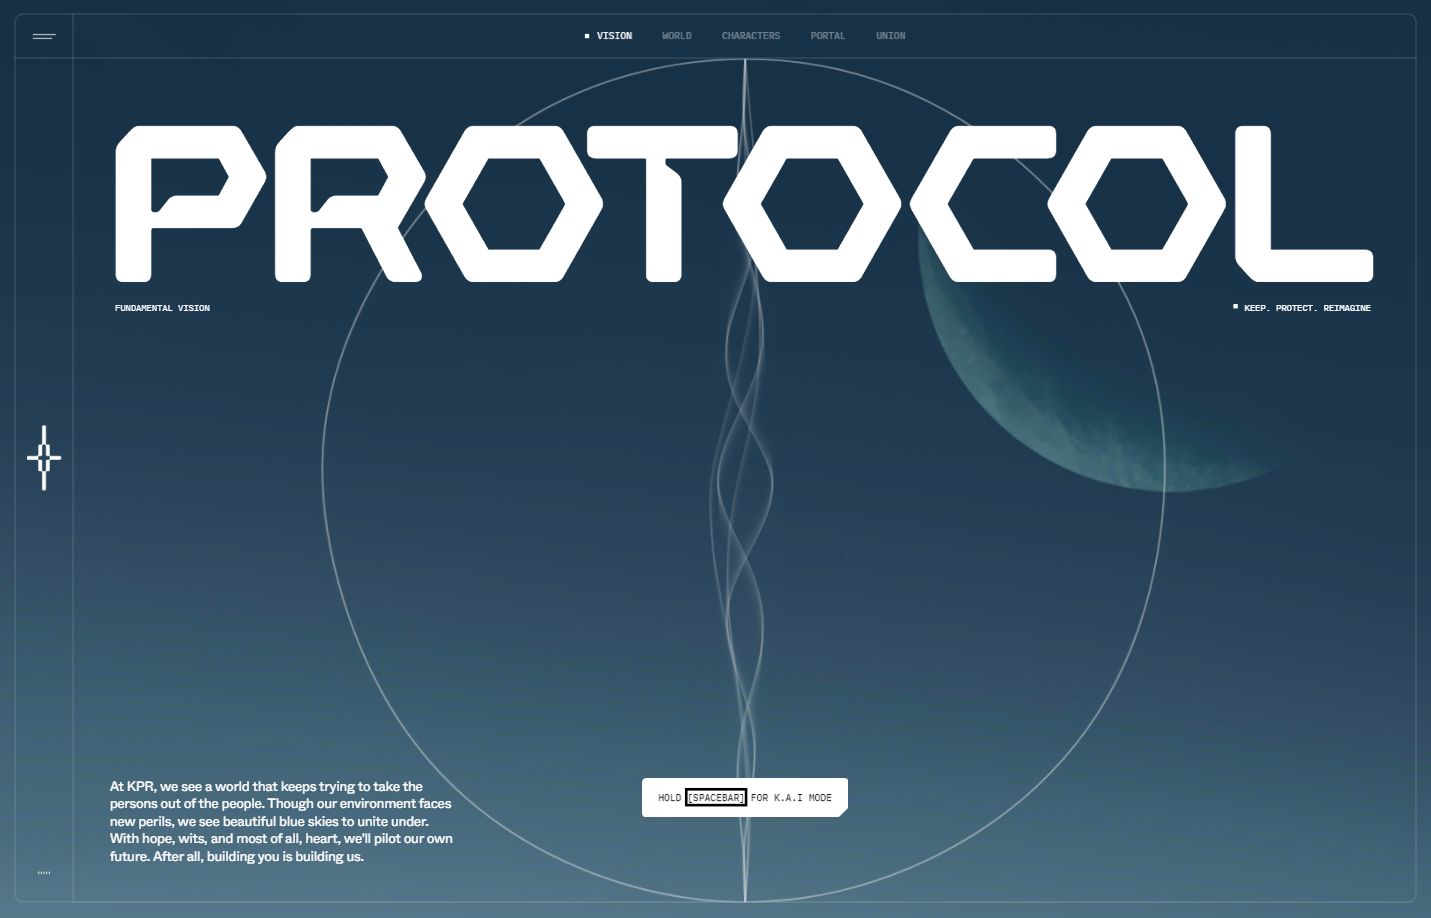 VISION
WORLD
CHARACTERS
PORTAL
UNION
PROTOCOL
FUNDAMENTAL VISION
KEEP. PROTECT. REIMAGINE
At KPR, we see a world that keeps trying to take the
persons out of the people. Though our environment faces
new perils, we see beautiful blue skies to unite under.
With hope, wits, and most of all, heart, we'll pilot our own
future. After all, building you is building us.
HOLD [SPACEBAR] FOR K.A.I MODE